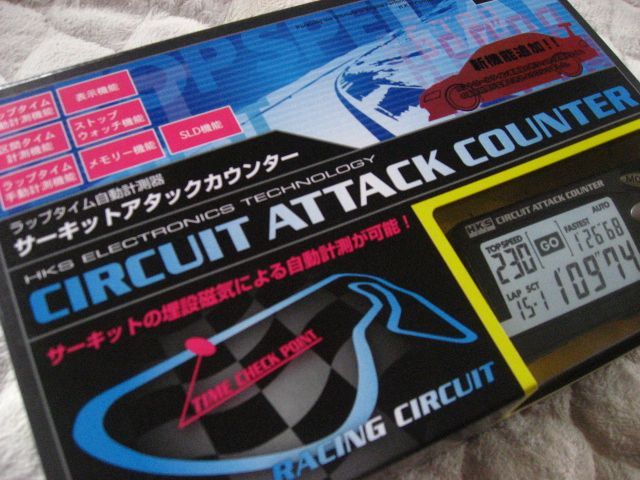 新機能追加!!
ラップタイム
自動計測機能
表示機能
区間タイム
計測機能
ストップ
ウォッチ機能
ラップタイム
手動計測機能
メモリー機能
SLD機能
ラップタイム自動計測器
サーキットアタックカウンター
HKS ELECTRONICS TECHNOLOGY
CIRCUIT ATTACK COUNTER
サーキットの埋設磁気による自動計測が可能!
TIME CHECK POINT
RACING CIRCUIT
HKS CIRCUIT ATTACK COUNTER
TOP SPEED
230
GO
FASTEST
AUTO
1'26"68
LAP SCT
15-1
1'09"74